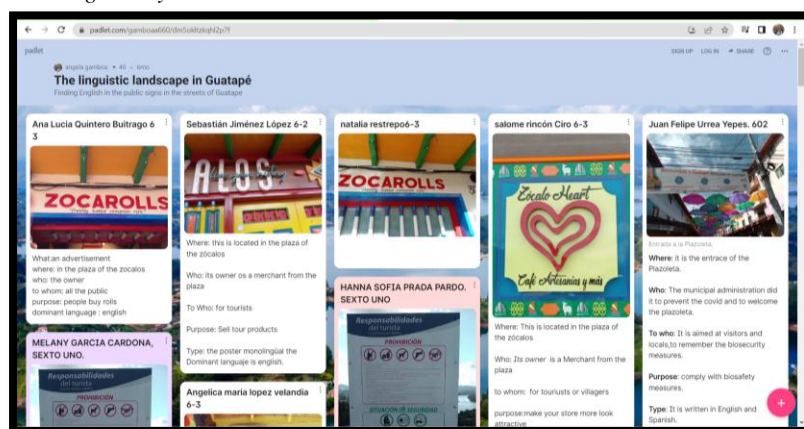 padlet.com/gamboaa660/dm5oldtzkqhl2p7f
padlet
SIGN UP LOG IN SHARE
angela gamboa + 40 • 10mo
The linguistic landscape in Guatapé
Finding English in the public signs in the streets of Guatape
Ana Lucia Quintero Buitrago 6
3
ZOCAROLLS
What:an advertisement
where: in the plaza of the zocalos
who: the owner
to whom: all the public
purpose: people buy rolls
dominant language : english
MELANY GARCIA CARDONA,
SEXTO UNO.
Responsabilidades
del turista
PROHIBICIÓN
Sebastián Jiménez López 6-2
ALOS
Where: this is located in the plaza of
the zócalos
Who: its owner os a merchant from the
plaza
To Who: for tourists
Purpose: Sell tour products
Type: the poster monolingüal the
Dominant languaje is english.
Angelica maria lopez velandia
6-3
natalia restrepo6-3
ZOCAROLLS
HANNA SOFIA PRADA PARDO.
SEXTO UNO
Responsabilidades
del turista
PROHIBICIÓN
SITUACIÓN DE SEGURIDAD
salome rincón Ciro 6-3
Zócalo Heart
Café Artesanías y más
Where: This is located in the plaza of
the zócalos
Who: Its owner is a Merchant from the
plaza
to whom: for touriusts or villagers
purpose:make your store more look
attractive
Juan Felipe Urrea Yepes. 602
Entrada a la Plazoleta.
Where: it is the entrace of the
Plazoleta.
Who: The municipal administration did
it to prevent the covid and to welcome
the plazoleta.
To who: It is aimed at visitors and
locals,to remember the biosecurity
measures.
Purpose: comply with biosafety
measures.
Type: It is written in English and
Spanish.